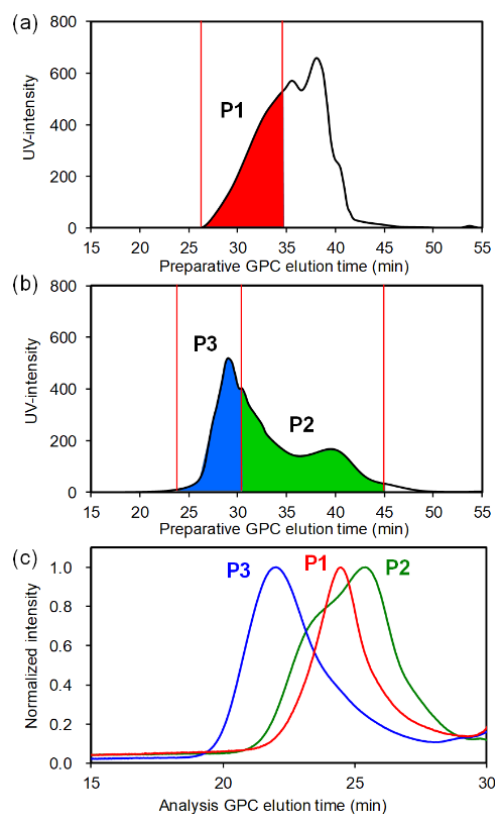 (a)
800
600
400
200
0
UV-intensity
P1
15 20 25 30 35 40 45 50 55
Preparative GPC elution time (min)
(b)
800
600
400
200
0
UV-intensity
P3
P2
15 20 25 30 35 40 45 50 55
Preparative GPC elution time (min)
(c)
1.0
0.8
0.6
0.4
0.2
0.0
Normalized intensity
P3 P1 P2
15 20 25 30
Analysis GPC elution time (min)